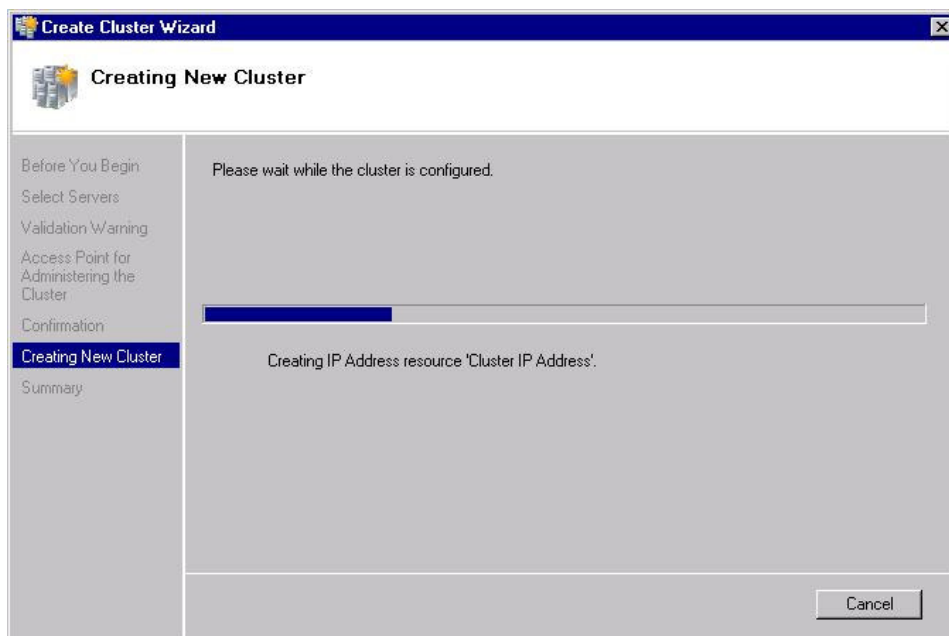 Create Cluster Wizard
Creating New Cluster
Before You Begin
Select Servers
Validation Warning
Access Point for
Administering the
Cluster
Confirmation
Creating New Cluster
Summary
Please wait while the cluster is configured.
Creating IP Address resource 'Cluster IP Address'.
Cancel